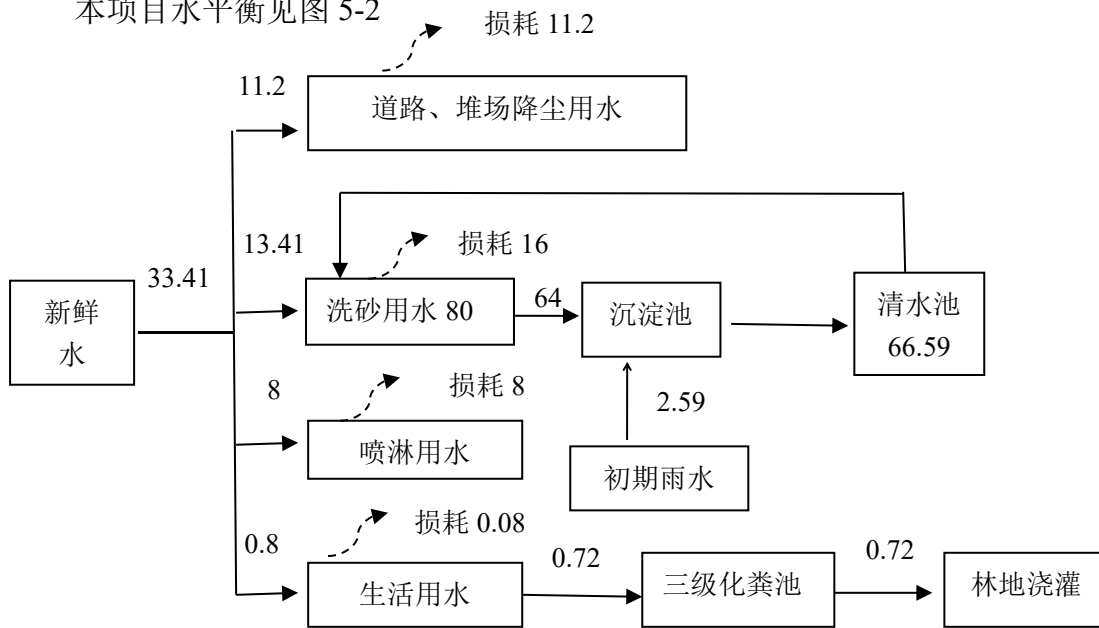 本项目水平衡见图 5-2
损耗 11.2
11.2
道路、堆场降尘用水
13.41
损耗 16
33.41
新鲜
水
洗砂用水 80
64
沉淀池
清水池
66.59
8
损耗 8
2.59
喷淋用水
初期雨水
损耗 0.08
0.8
0.72
0.72
生活用水
三级化粪池
林地浇灌